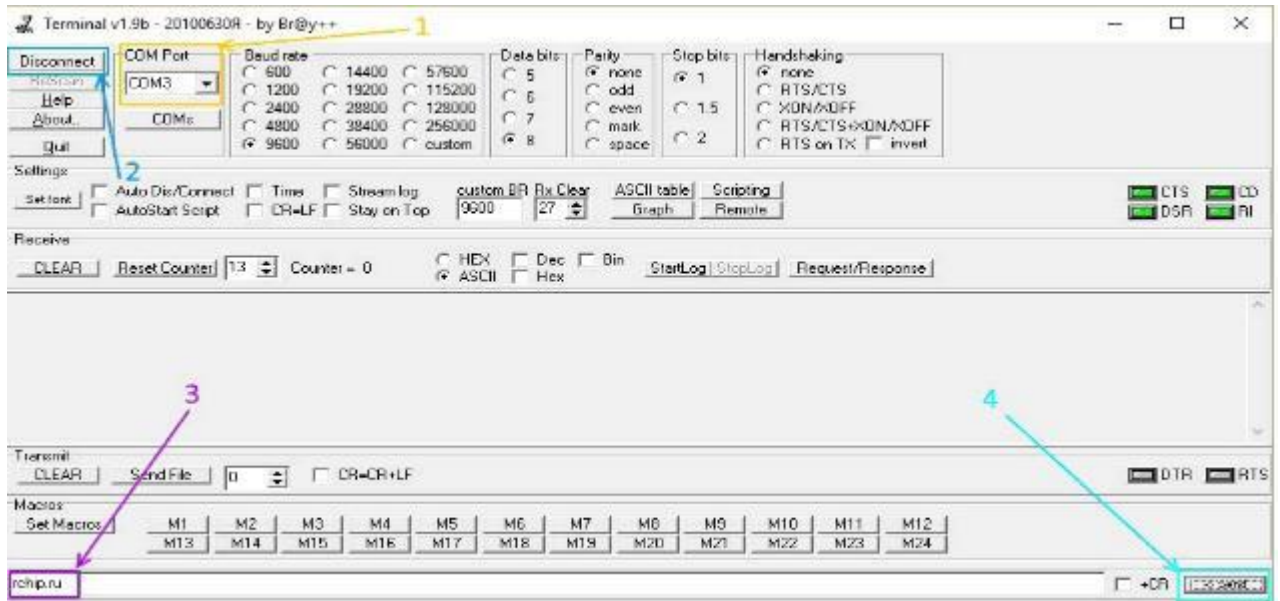 Terminal v1.9b - 20100630Я - by Br@y++
1
Disconnect
COM Port
Baud rate
Data bits
Parity
Stop bits
Handshaking
ReScan
Help
About..
Quit
COM3
COMs
600 14400 57600
1200 19200 115200
2400 28800 128000
4800 38400 256000
9600 56000 custom
5
6
7
8
none
odd
even
mark
space
1
1.5
2
none
RTS/CTS
XON/XOFF
RTS/CTS+XON/XOFF
RTS on TX invert
2
Settings
Set font
Auto Dis/Connect Time Stream log custom BR Rx Clear ASCII table Scripting CTS CD
AutoStart Script CR=LF Stay on Top 9600 27 Graph Remote DSR RI
Receive
CLEAR Reset Counter 13 Counter = 0
HEX Dec Bin
ASCII Hex
StartLog StopLog Request/Response
3
4
Transmit
CLEAR Send File 0 CR=CR+LF DTR RTS
Macros
Set Macros M1 M2 M3 M4 M5 M6 M7 M8 M9 M10 M11 M12
M13 M14 M15 M16 M17 M18 M19 M20 M21 M22 M23 M24
rchip.ru +CR